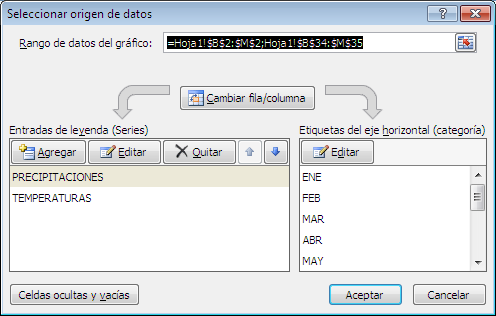 Seleccionar origen de datos
Rango de datos del gráfico: =Hoja1!$B$2:$M$2;Hoja1!$B$34:$M$35
Cambiar fila/columna
Entradas de leyenda (Series)
Agregar Editar Quitar
PRECIPITACIONES
TEMPERATURAS
Etiquetas del eje horizontal (categoría)
Editar
ENE
FEB
MAR
ABR
MAY
Celdas ocultas y vacías
Aceptar Cancelar